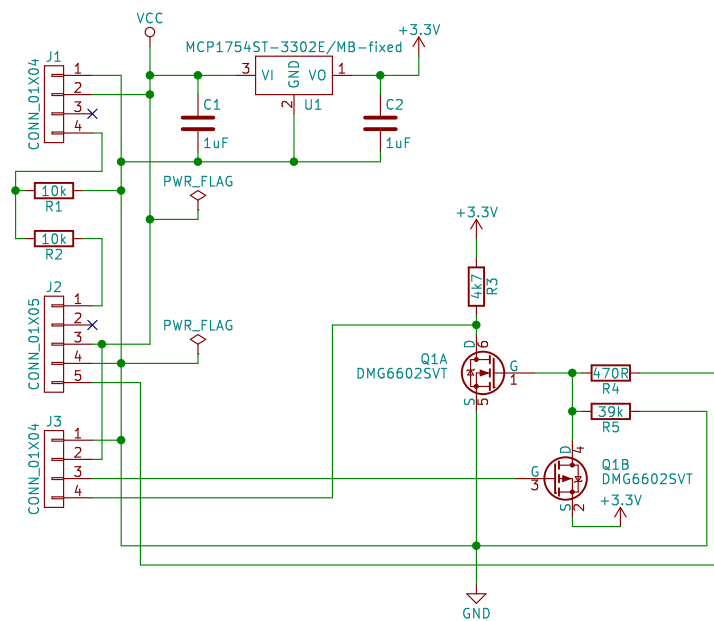 VCC
+3.3V
MCP1754ST-3302E/MB-fixed
J1
CONN_01X04
1
2
3
4
3
VI
GND
VO
1
2
U1
C1
1uF
C2
1uF
PWR_FLAG
10k
R1
10k
R2
+3.3V
4k7
R3
J2
CONN_01X05
1
2
3
4
5
PWR_FLAG
Q1A
DMG6602SVT
D
6
G
1
S
5
470R
R4
39k
R5
J3
CONN_01X04
1
2
3
4
Q1B
DMG6602SVT
D
4
G
3
S
2
+3.3V
GND